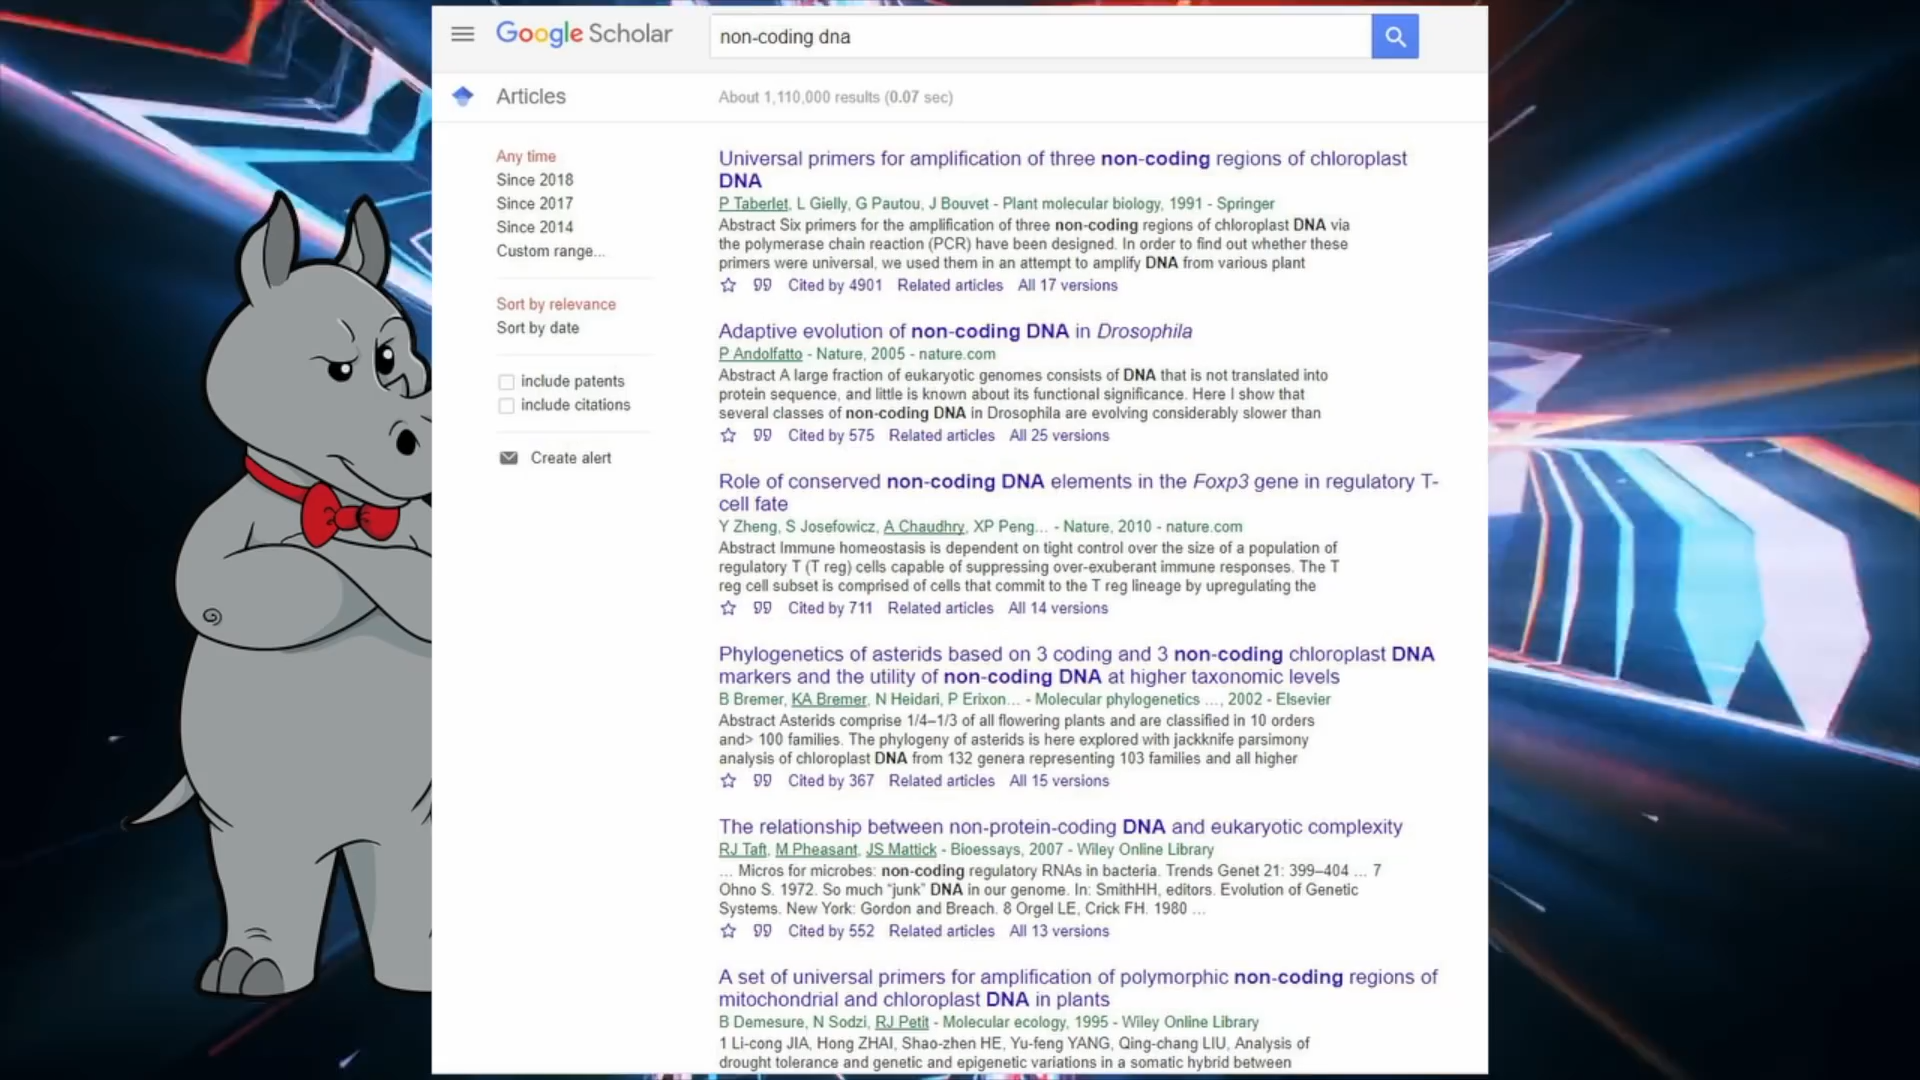 Google Scholar
non-coding dna
Articles
About 1,110,000 results (0.07 sec)
Any time
Since 2018
Since 2017
Since 2014
Custom range...
Sort by relevance
Sort by date
include patents
include citations
Create alert
Universal primers for amplification of three non-coding regions of chloroplast
DNA
P Taberlet, L Gielly, G Pautou, J Bouvet - Plant molecular biology, 1991 - Springer
Abstract Six primers for the amplification of three non-coding regions of chloroplast DNA via
the polymerase chain reaction (PCR) have been designed. In order to find out whether these
primers were universal, we used them in an attempt to amplify DNA from various plant
Cited by 4901 Related articles All 17 versions
Adaptive evolution of non-coding DNA in Drosophila
P Andolfatto - Nature, 2005 - nature.com
Abstract A large fraction of eukaryotic genomes consists of DNA that is not translated into
protein sequence, and little is known about its functional significance. Here I show that
several classes of non-coding DNA in Drosophila are evolving considerably slower than
Cited by 575 Related articles All 25 versions
Role of conserved non-coding DNA elements in the Foxp3 gene in regulatory T-
cell fate
Y Zheng, S Josefowicz, A Chaudhry, XP Peng... - Nature, 2010 - nature.com
Abstract Immune homeostasis is dependent on tight control over the size of a population of
regulatory T (T reg) cells capable of suppressing over-exuberant immune responses. The T
reg cell subset is comprised of cells that commit to the T reg lineage by upregulating the
Cited by 711 Related articles All 14 versions
Phylogenetics of asterids based on 3 coding and 3 non-coding chloroplast DNA
markers and the utility of non-coding DNA at higher taxonomic levels
B Bremer, KA Bremer, N Heidari, P Erixon... - Molecular phylogenetics ..., 2002 - Elsevier
Abstract Asterids comprise 1/4–1/3 of all flowering plants and are classified in 10 orders
and> 100 families. The phylogeny of asterids is here explored with jackknife parsimony
analysis of chloroplast DNA from 132 genera representing 103 families and all higher
Cited by 367 Related articles All 15 versions
The relationship between non-protein-coding DNA and eukaryotic complexity
RJ Taft, M Pheasant, JS Mattick - Bioessays, 2007 - Wiley Online Library
... Micros for microbes: non-coding regulatory RNAs in bacteria. Trends Genet 21: 399–404 ... 7
Ohno S. 1972. So much “junk” DNA in our genome. In: SmithHH, editors. Evolution of Genetic
Systems. New York: Gordon and Breach. 8 Orgel LE, Crick FH. 1980 ...
Cited by 552 Related articles All 13 versions
A set of universal primers for amplification of polymorphic non-coding regions of
mitochondrial and chloroplast DNA in plants
B Demesure, N Sodzi, RJ Petit - Molecular ecology, 1995 - Wiley Online Library
1 Li-cong JIA, Hong ZHAI, Shao-zhen HE, Yu-feng YANG, Qing-chang LIU, Analysis of
drought tolerance and genetic and epigenetic variations in a somatic hybrid between